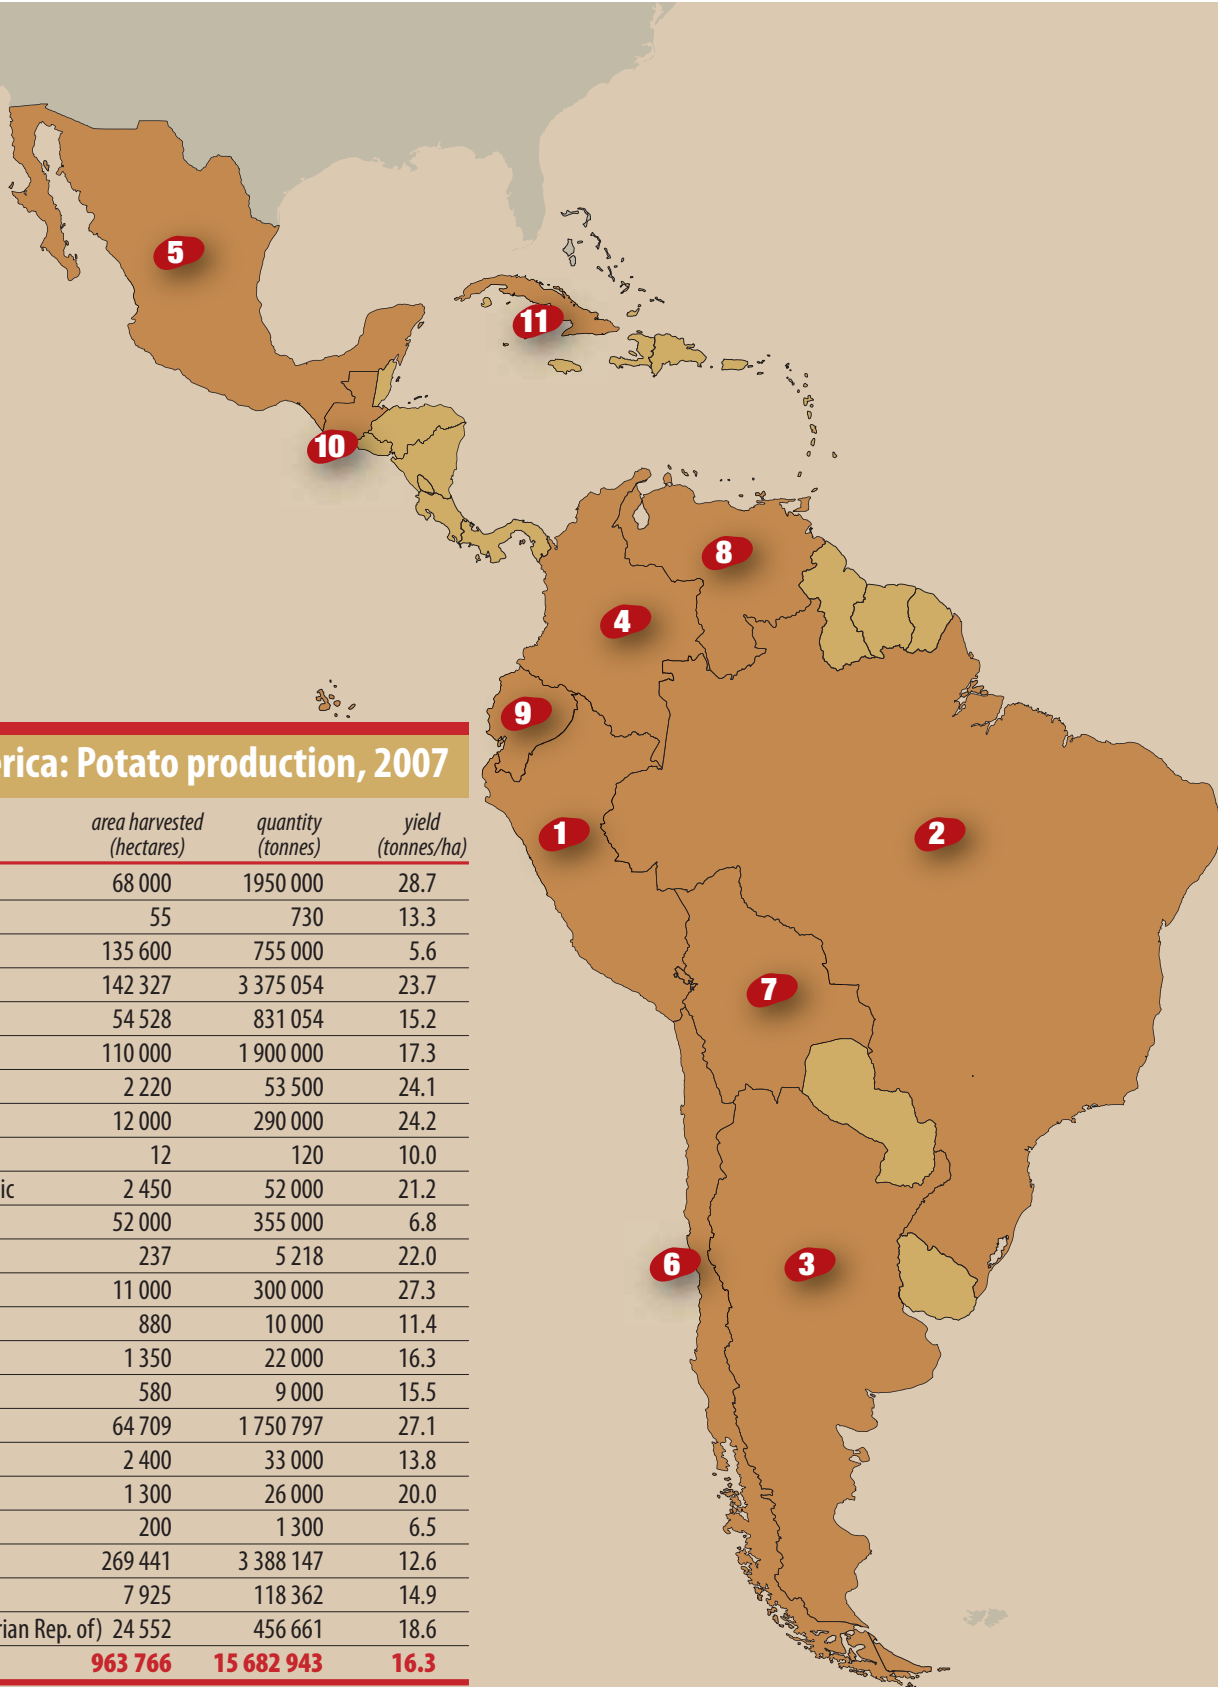 5
11
10
8
4
9
1
2
7
6
3
erica: Potato production, 2007
area harvested quantity yield
(hectares) (tonnes) (tonnes/ha)
68 000 1950 000 28.7
55 730 13.3
135 600 755 000 5.6
142 327 3 375 054 23.7
54 528 831 054 15.2
110 000 1 900 000 17.3
2 220 53 500 24.1
12 000 290 000 24.2
12 120 10.0
ic 2 450 52 000 21.2
52 000 355 000 6.8
237 5 218 22.0
11 000 300 000 27.3
880 10 000 11.4
1 350 22 000 16.3
580 9 000 15.5
64 709 1 750 797 27.1
2 400 33 000 13.8
1 300 26 000 20.0
200 1 300 6.5
269 441 3 388 147 12.6
7 925 118 362 14.9
rian Rep. of) 24 552 456 661 18.6
963 766 15 682 943 16.3